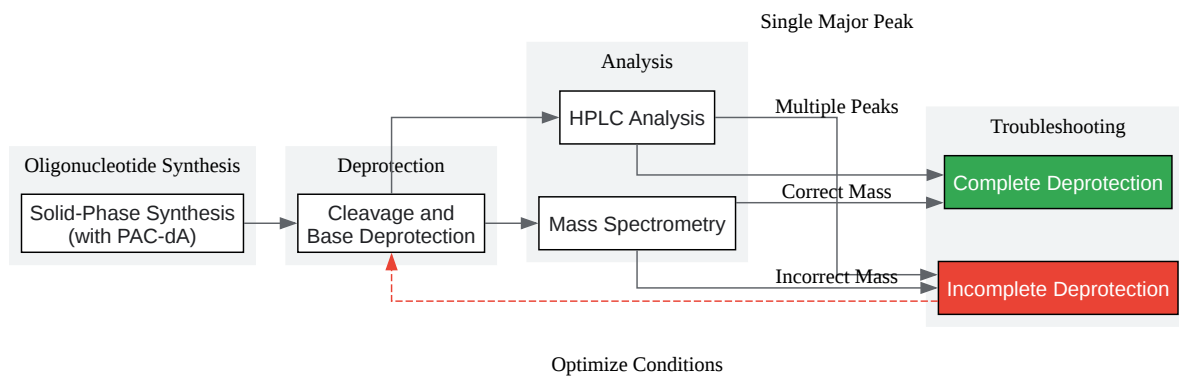 Single Major Peak
Analysis
HPLC Analysis
Multiple Peaks
Troubleshooting
Oligonucleotide Synthesis
Deprotection
Complete Deprotection
Solid-Phase Synthesis
(with PAC-dA)
Cleavage and
Base Deprotection
Mass Spectrometry
Correct Mass
Incorrect Mass
Incomplete Deprotection
Optimize Conditions